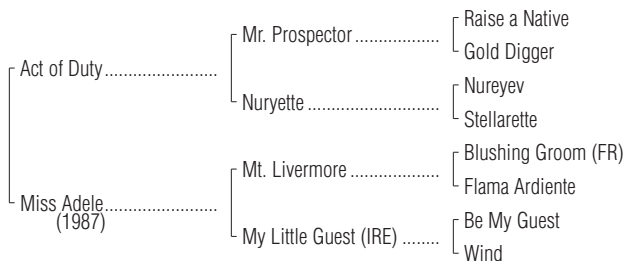 Raise a Native
Mr. Prospector ....................
Gold Digger
Act of Duty...........................
Nureyev
Nuryette ...............................
Stellarette
Blushing Groom (FR)
Mt. Livermore ......................
Flama Ardiente
Miss Adele...........................
(1987)
Be My Guest
My Little Guest (IRE) ........
Wind